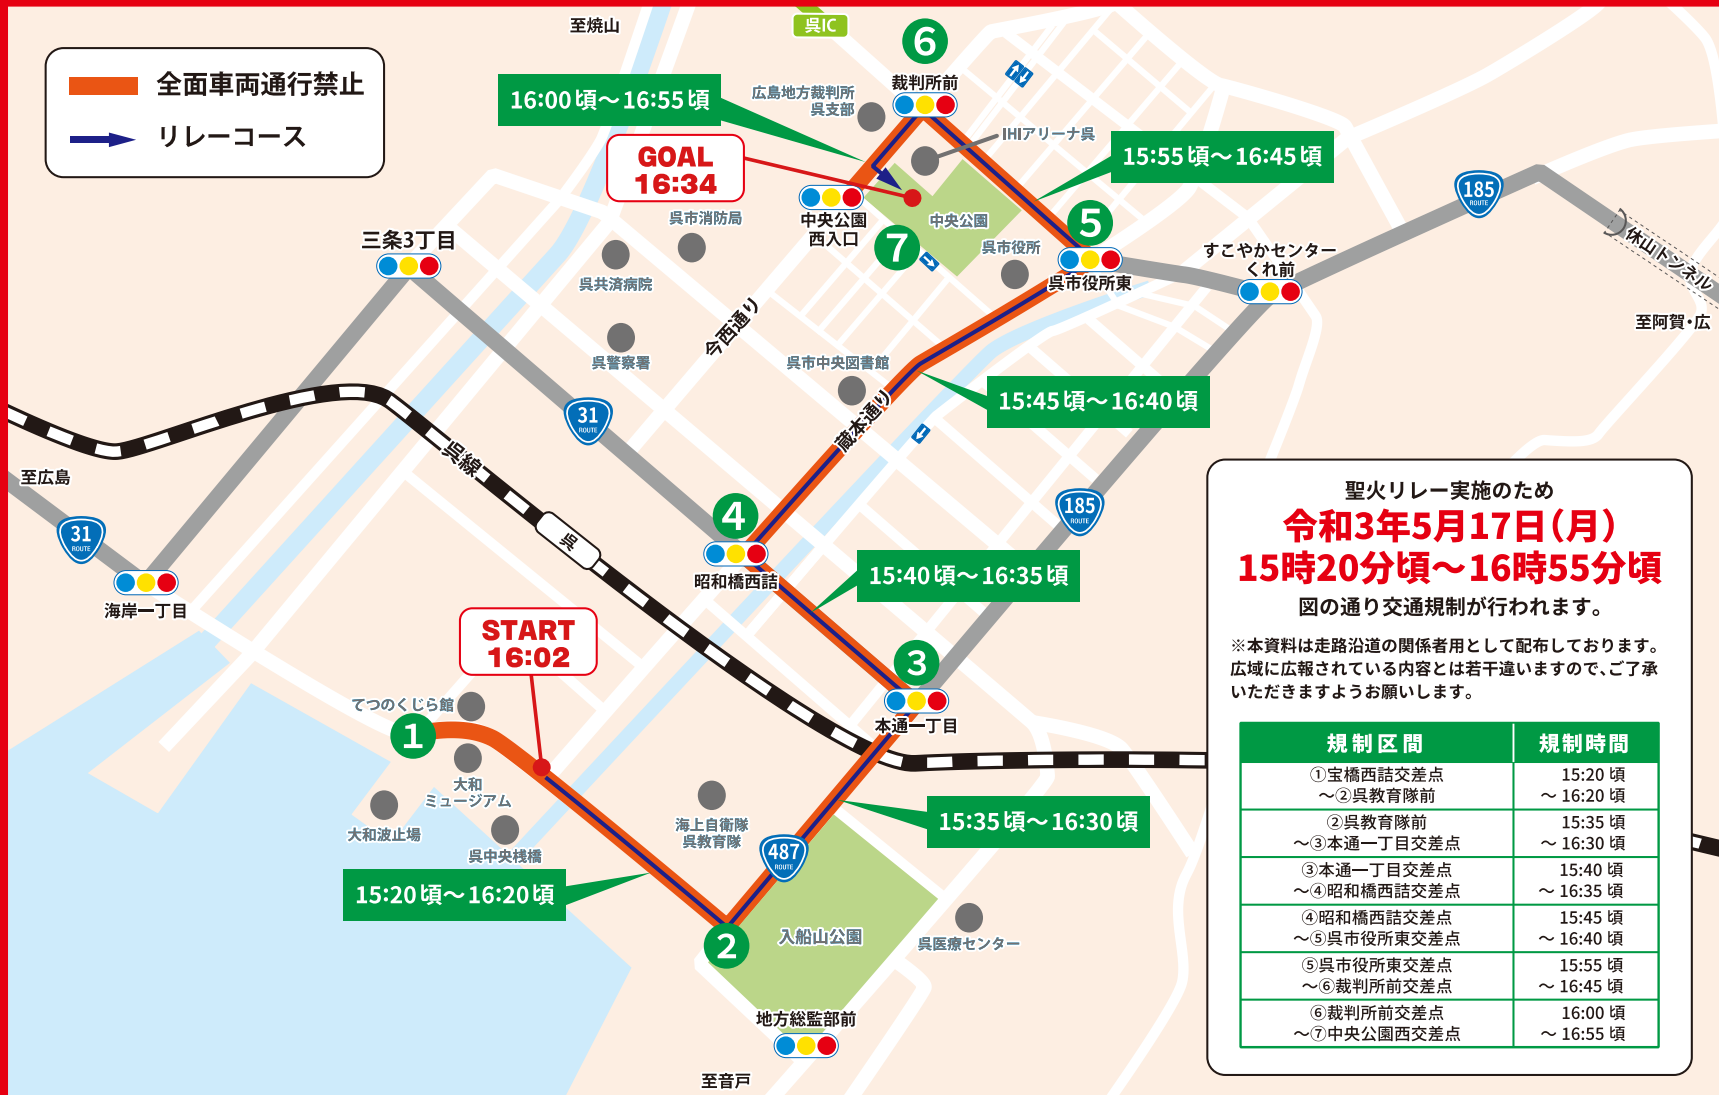 全面車両通行禁止
リレーコース
至焼山
呉IC
6
裁判所前
16:00頃～16:55頃
広島地方裁判所
呉支部
IHIアリーナ呉
15:55頃～16:45頃
GOAL
16:34
185
ROUTE
中央公園
西入口
中央公園
呉市消防局
7
5
呉市役所
呉市役所東
すこやかセンター
くれ前
休山トンネル
至阿賀・広
三条3丁目
呉共済病院
今西通り
呉警察署
呉市中央図書館
15:45頃～16:40頃
31
ROUTE
蔵本通り
呉線
至広島
31
ROUTE
185
ROUTE
4
呉
昭和橋西詰
15:40頃～16:35頃
海岸一丁目
START
16:02
3
本通一丁目
てつのくじら館
1
大和
ミュージアム
大和波止場
呉中央桟橋
海上自衛隊
呉教育隊
15:35頃～16:30頃
487
ROUTE
15:20頃～16:20頃
2
入船山公園
呉医療センター
地方総監部前
至音戸
聖火リレー実施のため
令和3年5月17日(月)
15時20分頃～16時55分頃
図の通り交通規制が行われます。
※本資料は走路沿道の関係者用として配布しております。
広域に広報されている内容とは若干違いますので、ご了承
いただきますようお願いします。
規制区間 規制時間
①宝橋西詰交差点 15:20 頃
～②呉教育隊前 ～ 16:20 頃
②呉教育隊前 15:35 頃
～③本通一丁目交差点 ～ 16:30 頃
③本通一丁目交差点 15:40 頃
～④昭和橋西詰交差点 ～ 16:35 頃
④昭和橋西詰交差点 15:45 頃
～⑤呉市役所東交差点 ～ 16:40 頃
⑤呉市役所東交差点 15:55 頃
～⑥裁判所前交差点 ～ 16:45 頃
⑥裁判所前交差点 16:00 頃
～⑦中央公園西交差点 ～ 16:55 頃